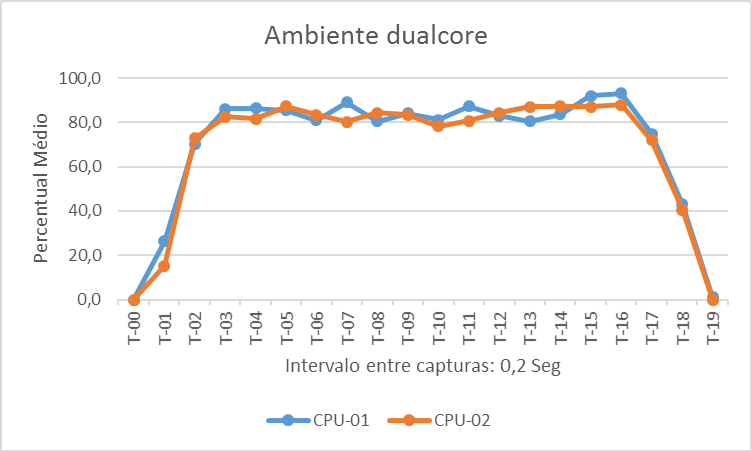 Ambiente dualcore
Percentual Médio
100,0
80,0
60,0
40,0
20,0
0,0
T-00
T-01
T-02
T-03
T-04
T-05
T-06
T-07
T-08
T-09
T-10
T-11
T-12
T-13
T-14
T-15
T-16
T-17
T-18
T-19
Intervalo entre capturas: 0,2 Seg
CPU-01 CPU-02